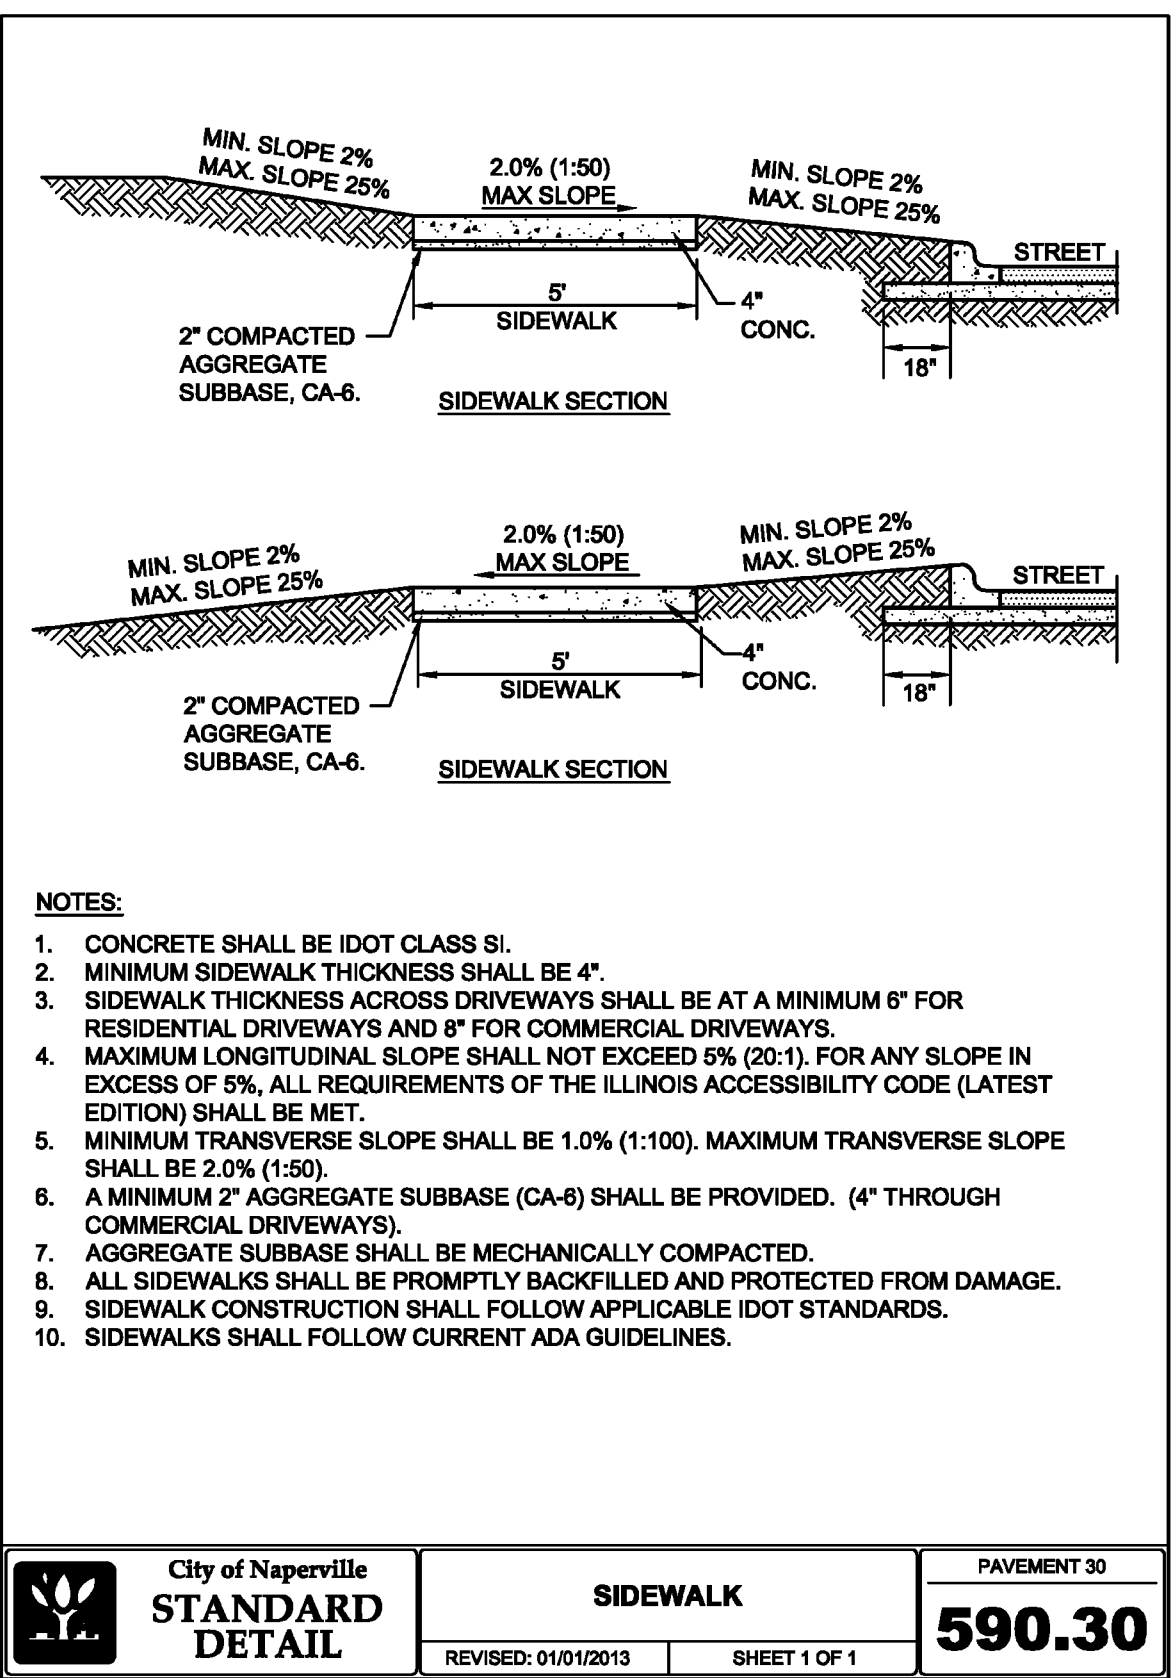 MIN. SLOPE 2%
MAX. SLOPE 25%
2.0% (1:50)
MAX SLOPE
MIN. SLOPE 2%
MAX. SLOPE 25%
STREET
5'
SIDEWALK
4"
CONC.
2" COMPACTED
AGGREGATE
SUBBASE, CA-6.
18"
SIDEWALK SECTION
MIN. SLOPE 2%
MAX. SLOPE 25%
2.0% (1:50)
MAX SLOPE
MIN. SLOPE 2%
MAX. SLOPE 25%
STREET
5'
SIDEWALK
4"
CONC.
2" COMPACTED
AGGREGATE
SUBBASE, CA-6.
18"
SIDEWALK SECTION
NOTES:
1. CONCRETE SHALL BE IDOT CLASS SI.
2. MINIMUM SIDEWALK THICKNESS SHALL BE 4".
3. SIDEWALK THICKNESS ACROSS DRIVEWAYS SHALL BE AT A MINIMUM 6" FOR
RESIDENTIAL DRIVEWAYS AND 8" FOR COMMERCIAL DRIVEWAYS.
4. MAXIMUM LONGITUDINAL SLOPE SHALL NOT EXCEED 5% (20:1). FOR ANY SLOPE IN
EXCESS OF 5%, ALL REQUIREMENTS OF THE ILLINOIS ACCESSIBILITY CODE (LATEST
EDITION) SHALL BE MET.
5. MINIMUM TRANSVERSE SLOPE SHALL BE 1.0% (1:100). MAXIMUM TRANSVERSE SLOPE
SHALL BE 2.0% (1:50).
6. A MINIMUM 2" AGGREGATE SUBBASE (CA-6) SHALL BE PROVIDED. (4" THROUGH
COMMERCIAL DRIVEWAYS).
7. AGGREGATE SUBBASE SHALL BE MECHANICALLY COMPACTED.
8. ALL SIDEWALKS SHALL BE PROMPTLY BACKFILLED AND PROTECTED FROM DAMAGE.
9. SIDEWALK CONSTRUCTION SHALL FOLLOW APPLICABLE IDOT STANDARDS.
10. SIDEWALKS SHALL FOLLOW CURRENT ADA GUIDELINES.
City of Naperville
STANDARD
DETAIL
SIDEWALK
REVISED: 01/01/2013
SHEET 1 OF 1
PAVEMENT 30
590.30